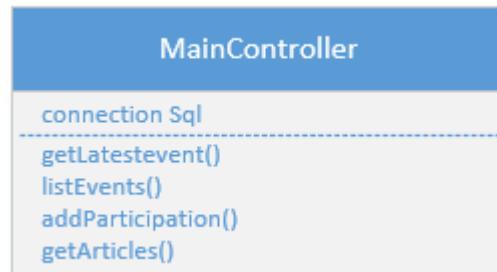 MainController
connection Sql
getLatestevent()
listEvents()
addParticipation()
getArticles()